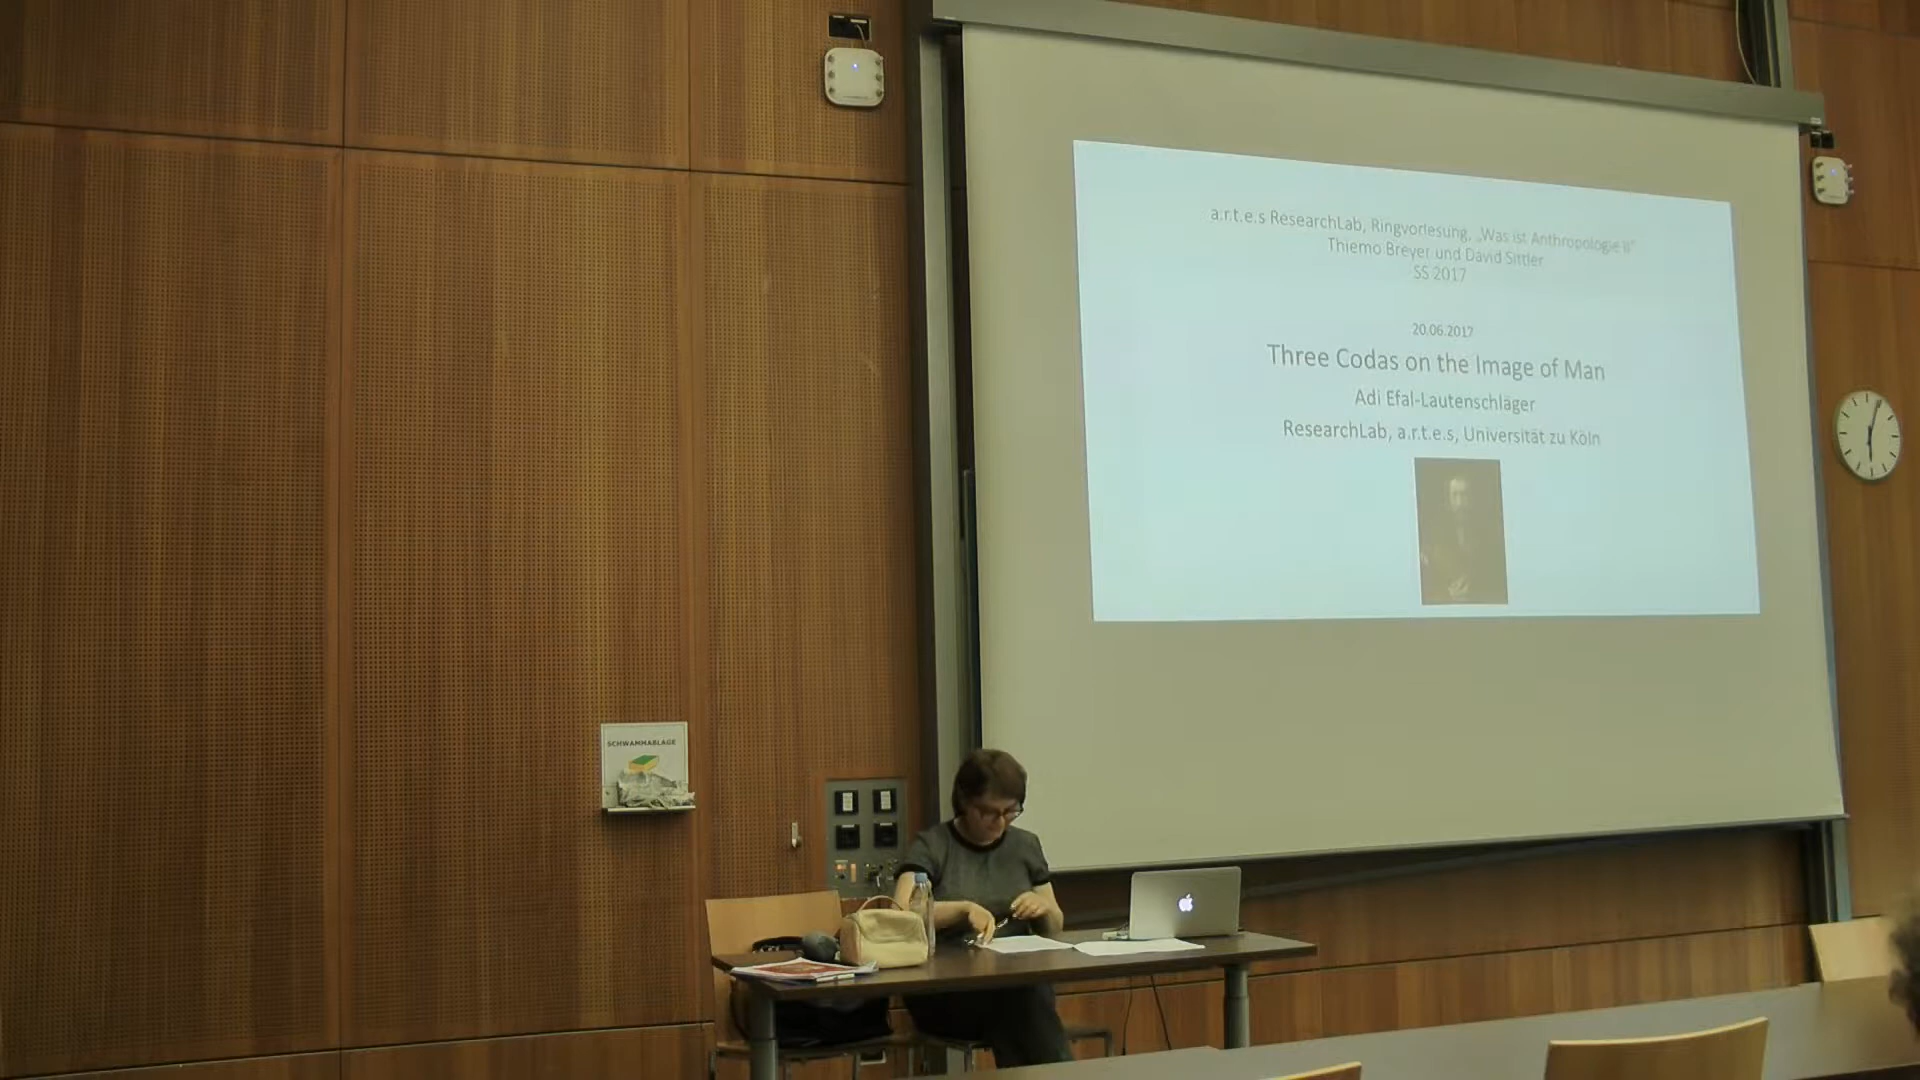 a.r.t.e.s ResearchLab, Ringvorlesung, „Was ist Anthropologie II"
Thiemo Breyer und David Sittler
SS 2017
20.06.2017
Three Codas on the Image of Man
Adi Efal-Lautenschläger
ResearchLab, a.r.t.e.s, Universität zu Köln
SCHWAMMABLAGE